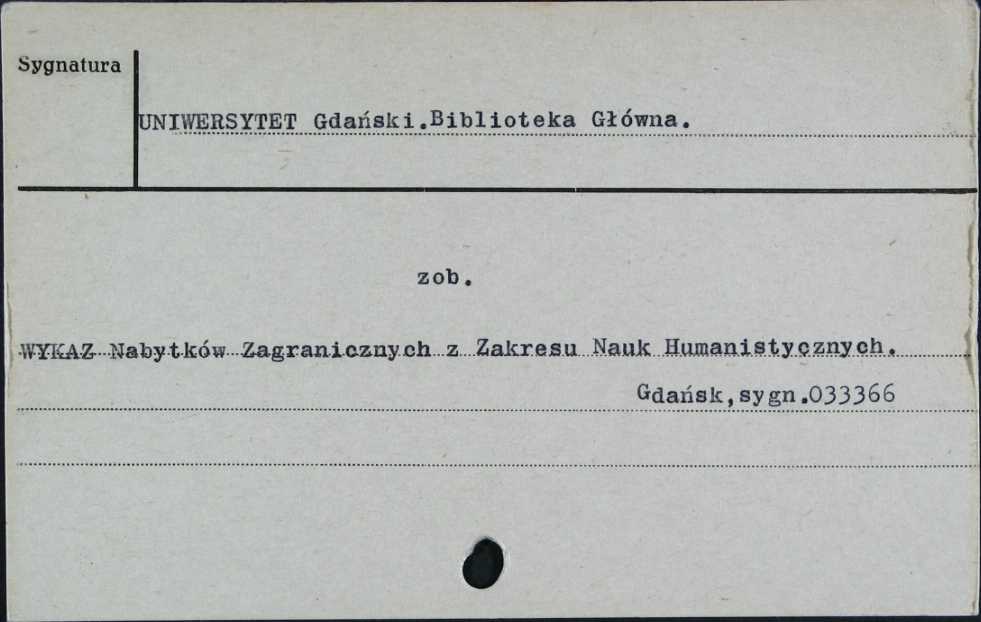 Sygnatura
UNIWERSYTET Gdański.Biblioteka Główna.
zob.
WYKAZ Nabytków Zagranicznych z Zakresu Nauk Humanistycznych.
Gdańsk,sygn.033366